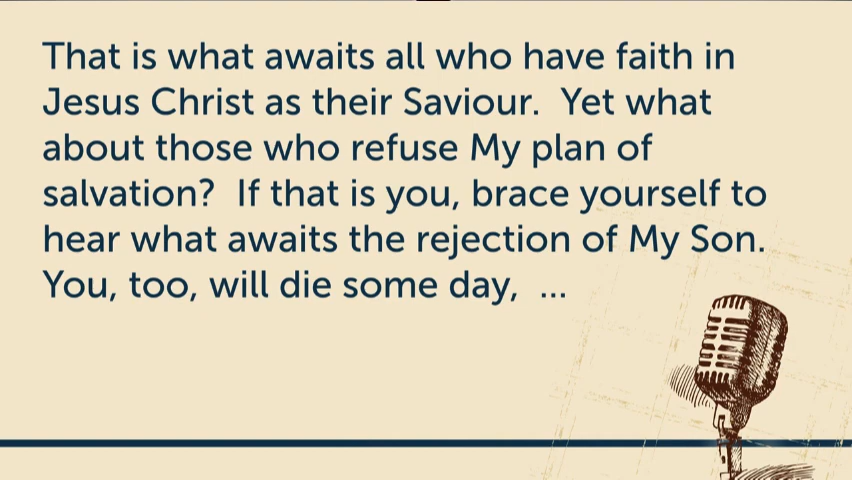 That is what awaits all who have faith in
Jesus Christ as their Saviour.  Yet what
about those who refuse My plan of
salvation?  If that is you, brace yourself to
hear what awaits the rejection of My Son.
You, too, will die some day,  ...